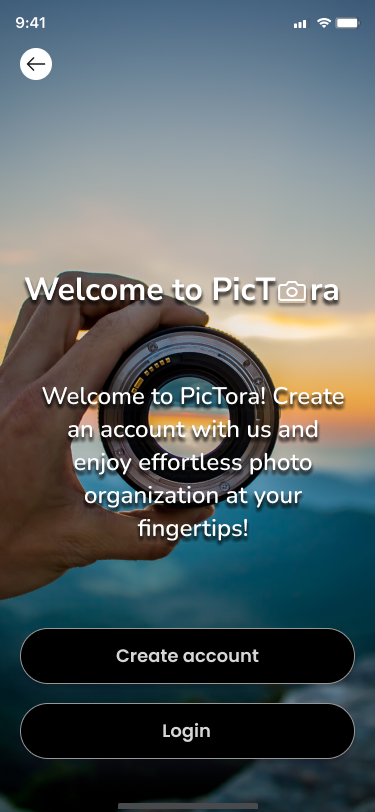 9:41
Welcome to PicTora
Welcome to PicTora! Create
an account with us and
enjoy effortless photo
organization at your
fingertips!
Create account
Login